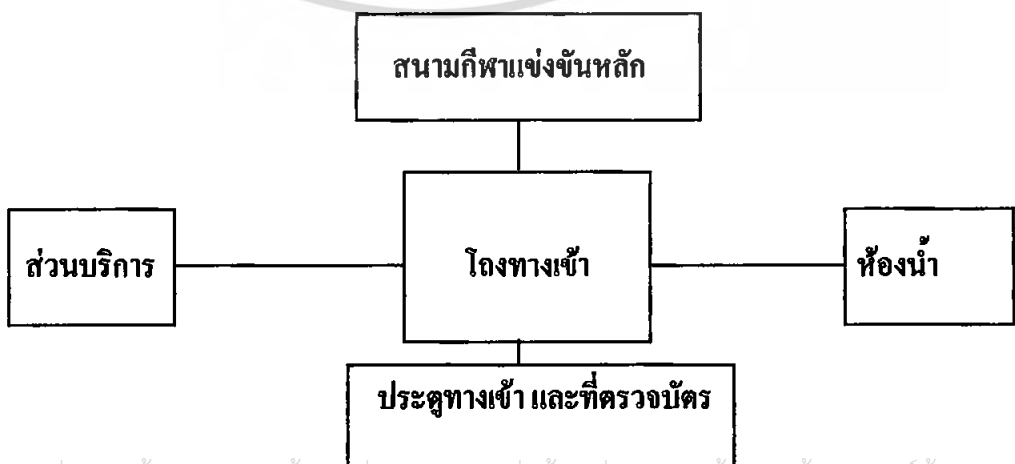 สนามกีฬาแข่งขันหลัก
ส่วนบริการ
โถงทางเข้า
ห้องน้ำ
ประตูทางเข้า และที่ตรวจบัตร